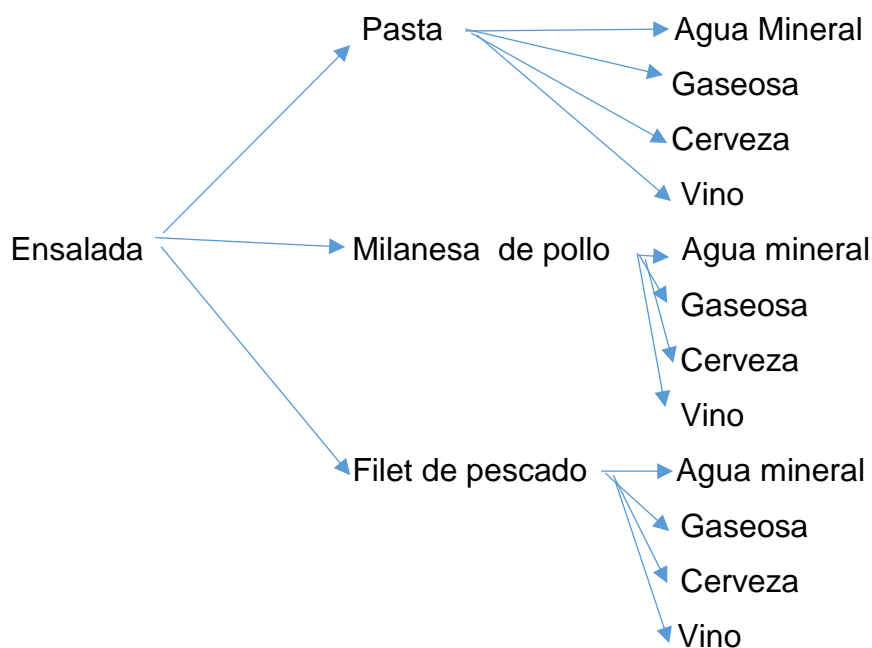 Pasta
Agua Mineral
Gaseosa
Cerveza
Vino
Ensalada
Milanesa de pollo
Agua mineral
Gaseosa
Cerveza
Vino
Filet de pescado
Agua mineral
Gaseosa
Cerveza
Vino